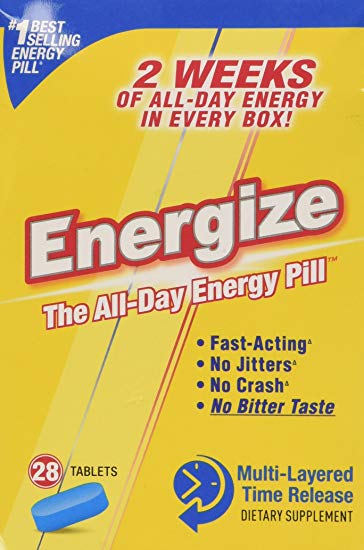 #1 BEST
SELLING
ENERGY
PILL*
2 WEEKS
OF ALL-DAY ENERGY
IN EVERY BOX!
Energize
The All-Day Energy Pill™
• Fast-Acting∆
• No Jitters∆
• No Crash∆
• No Bitter Taste
28 TABLETS
Multi-Layered
Time Release
DIETARY SUPPLEMENT